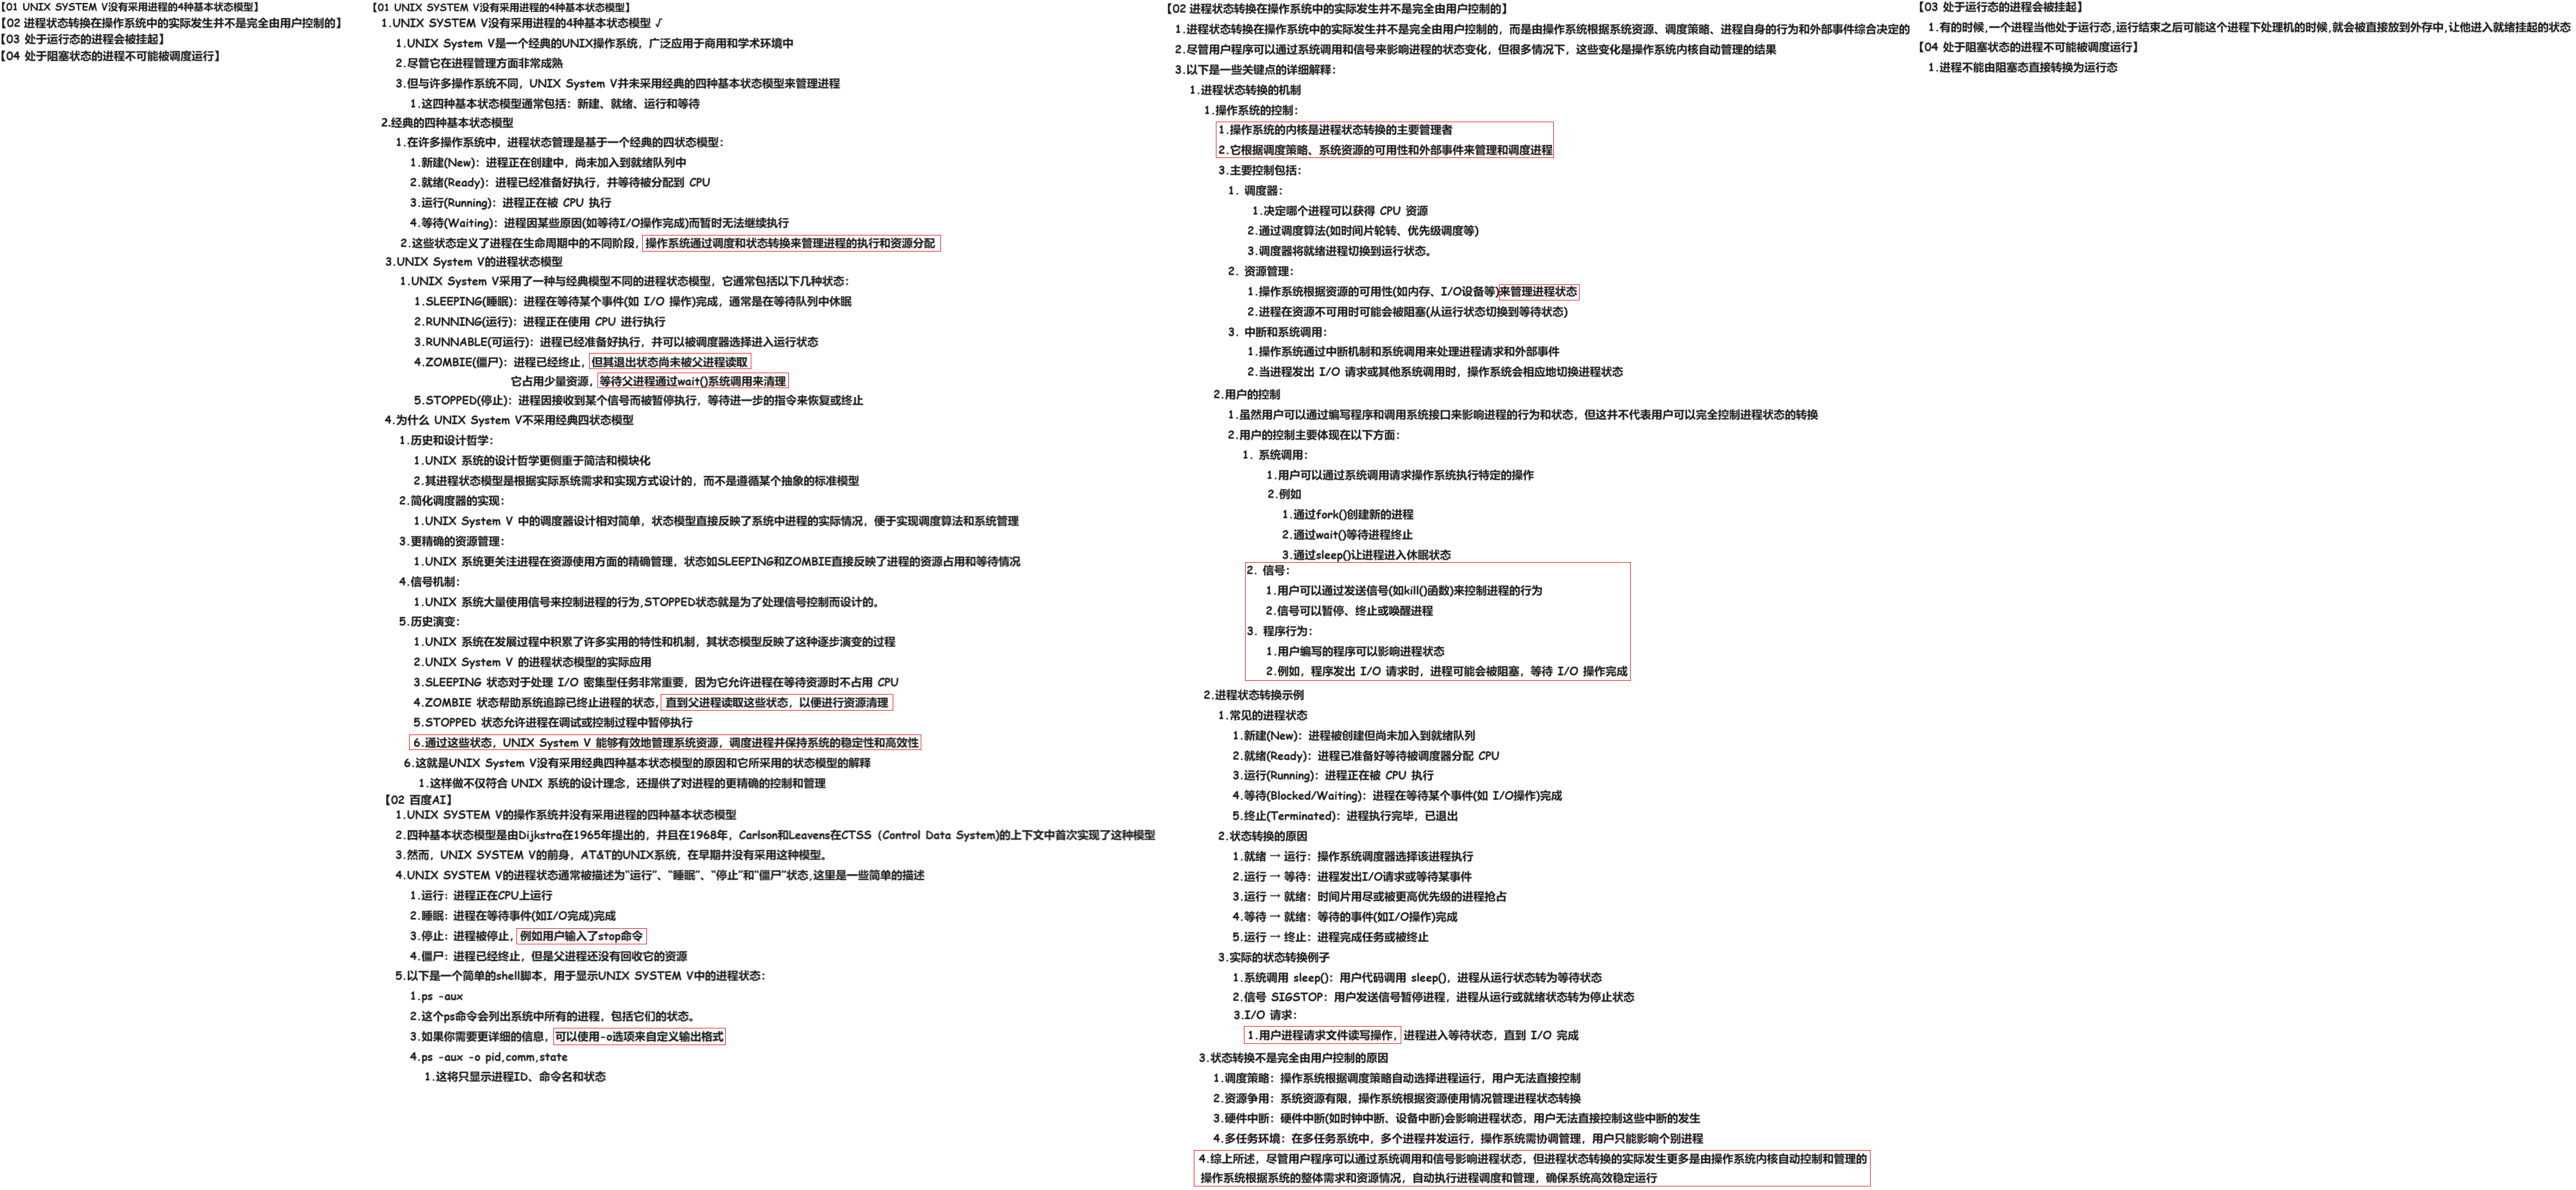 【01 UNIX SYSTEM V没有采用进程的4种基本状态模型】
【02 进程状态转换在操作系统中的实际发生并不是完全由用户控制的】
【03 处于运行态的进程会被挂起】
【04 处于阻塞状态的进程不可能被调度运行】
【01 UNIX SYSTEM V没有采用进程的4种基本状态模型】
1.UNIX SYSTEM V没有采用进程的4种基本状态模型 √
1.UNIX System V是一个经典的UNIX操作系统，广泛应用于商用和学术环境中
2.尽管它在进程管理方面非常成熟
3.但与许多操作系统不同，UNIX System V并未采用经典的四种基本状态模型来管理进程
1.这四种基本状态模型通常包括：新建、就绪、运行和等待
2.经典的四种基本状态模型
1.在许多操作系统中，进程状态管理是基于一个经典的四状态模型：
1.新建(New)：进程正在创建中，尚未加入到就绪队列中
2.就绪(Ready)：进程已经准备好执行，并等待被分配到 CPU
3.运行(Running)：进程正在被 CPU 执行
4.等待(Waiting)：进程因某些原因(如等待I/O操作完成)而暂时无法继续执行
2.这些状态定义了进程在生命周期中的不同阶段，操作系统通过调度和状态转换来管理进程的执行和资源分配
3.UNIX System V的进程状态模型
1.UNIX System V采用了一种与经典模型不同的进程状态模型，它通常包括以下几种状态：
1.SLEEPING(睡眠)：进程在等待某个事件(如 I/O 操作)完成，通常是在等待队列中休眠
2.RUNNING(运行)：进程正在使用 CPU 进行执行
3.RUNNABLE(可运行)：进程已经准备好执行，并可以被调度器选择进入运行状态
4.ZOMBIE(僵尸)：进程已经终止，但其退出状态尚未被父进程读取
它占用少量资源，等待父进程通过wait()系统调用来清理
5.STOPPED(停止)：进程因接收到某个信号而被暂停执行，等待进一步的指令来恢复或终止
4.为什么 UNIX System V不采用经典四状态模型
1.历史和设计哲学：
1.UNIX 系统的设计哲学更侧重于简洁和模块化
2.其进程状态模型是根据实际系统需求和实现方式设计的，而不是遵循某个抽象的标准模型
2.简化调度器的实现：
1.UNIX System V 中的调度器设计相对简单，状态模型直接反映了系统中进程的实际情况，便于实现调度算法和系统管理
3.更精确的资源管理：
1.UNIX 系统更关注进程在资源使用方面的精确管理，状态如SLEEPING和ZOMBIE直接反映了进程的资源占用和等待情况
4.信号机制：
1.UNIX 系统大量使用信号来控制进程的行为,STOPPED状态就是为了处理信号控制而设计的。
5.历史演变：
1.UNIX 系统在发展过程中积累了许多实用的特性和机制，其状态模型反映了这种逐步演变的过程
2.UNIX System V 的进程状态模型的实际应用
3.SLEEPING 状态对于处理 I/O 密集型任务非常重要，因为它允许进程在等待资源时不占用 CPU
4.ZOMBIE 状态帮助系统追踪已终止进程的状态，直到父进程读取这些状态，以便进行资源清理
5.STOPPED 状态允许进程在调试或控制过程中暂停执行
6.通过这些状态，UNIX System V 能够有效地管理系统资源，调度进程并保持系统的稳定性和高效性
6.这就是UNIX System V没有采用经典四种基本状态模型的原因和它所采用的状态模型的解释
1.这样做不仅符合 UNIX 系统的设计理念，还提供了对进程的更精确的控制和管理
【02 百度AI】
1.UNIX SYSTEM V的操作系统并没有采用进程的四种基本状态模型
2.四种基本状态模型是由Dijkstra在1965年提出的，并且在1968年，Carlson和Leavens在CTSS（Control Data System)的上下文中首次实现了这种模型
3.然而，UNIX SYSTEM V的前身，AT&T的UNIX系统，在早期并没有采用这种模型。
4.UNIX SYSTEM V的进程状态通常被描述为“运行”、“睡眠”、“停止”和“僵尸”状态,这里是一些简单的描述
1.运行：进程正在CPU上运行
2.睡眠：进程在等待事件(如I/O完成)完成
3.停止：进程被停止，例如用户输入了stop命令
4.僵尸：进程已经终止，但是父进程还没有回收它的资源
5.以下是一个简单的shell脚本，用于显示UNIX SYSTEM V中的进程状态：
1.ps -aux
2.这个ps命令会列出系统中所有的进程，包括它们的状态。
3.如果你需要更详细的信息，可以使用-o选项来自定义输出格式
4.ps -aux -o pid,comm,state
1.这将只显示进程ID、命令名和状态
【02 进程状态转换在操作系统中的实际发生并不是完全由用户控制的】
1.进程状态转换在操作系统中的实际发生并不是完全由用户控制的，而是由操作系统根据系统资源、调度策略、进程自身的行为和外部事件综合决定的
2.尽管用户程序可以通过系统调用和信号来影响进程的状态变化，但很多情况下，这些变化是操作系统内核自动管理的结果
3.以下是一些关键点的详细解释：
1.进程状态转换的机制
1.操作系统的控制：
1.操作系统的内核是进程状态转换的主要管理者
2.它根据调度策略、系统资源的可用性和外部事件来管理和调度进程
3.主要控制包括：
1. 调度器：
1.决定哪个进程可以获得 CPU 资源
2.通过调度算法(如时间片轮转、优先级调度等)
3.调度器将就绪进程切换到运行状态。
2. 资源管理：
1.操作系统根据资源的可用性(如内存、I/O设备等)来管理进程状态
2.进程在资源不可用时可能会被阻塞(从运行状态切换到等待状态)
3. 中断和系统调用：
1.操作系统通过中断机制和系统调用来处理进程请求和外部事件
2.当进程发出 I/O 请求或其他系统调用时，操作系统会相应地切换进程状态
2.用户的控制
1.虽然用户可以通过编写程序和调用系统接口来影响进程的行为和状态，但这并不代表用户可以完全控制进程状态的转换
2.用户的控制主要体现在以下方面：
1. 系统调用：
1.用户可以通过系统调用请求操作系统执行特定的操作
2.例如
1.通过fork()创建新的进程
2.通过wait()等待进程终止
3.通过sleep()让进程进入休眠状态
2. 信号：
1.用户可以通过发送信号(如kill()函数)来控制进程的行为
2.信号可以暂停、终止或唤醒进程
3. 程序行为：
1.用户编写的程序可以影响进程状态
2.例如，程序发出 I/O 请求时，进程可能会被阻塞，等待 I/O 操作完成
2.进程状态转换示例
1.常见的进程状态
1.新建(New)：进程被创建但尚未加入到就绪队列
2.就绪(Ready)：进程已准备好等待被调度器分配 CPU
3.运行(Running)：进程正在被 CPU 执行
4.等待(Blocked/Waiting)：进程在等待某个事件(如 I/O操作)完成
5.终止(Terminated)：进程执行完毕，已退出
2.状态转换的原因
1.就绪 → 运行：操作系统调度器选择该进程执行
2.运行 → 等待：进程发出I/O请求或等待某事件
3.运行 → 就绪：时间片用尽或被更高优先级的进程抢占
4.等待 → 就绪：等待的事件(如I/O操作)完成
5.运行 → 终止：进程完成任务或被终止
3.实际的状态转换例子
1.系统调用 sleep()：用户代码调用 sleep()，进程从运行状态转为等待状态
2.信号 SIGSTOP：用户发送信号暂停进程，进程从运行或就绪状态转为停止状态
3.I/O 请求：
1.用户进程请求文件读写操作，进程进入等待状态，直到 I/O 完成
3.状态转换不是完全由用户控制的原因
1.调度策略：操作系统根据调度策略自动选择进程运行，用户无法直接控制
2.资源争用：系统资源有限，操作系统根据资源使用情况管理进程状态转换
3.硬件中断：硬件中断(如时钟中断、设备中断)会影响进程状态，用户无法直接控制这些中断的发生
4.多任务环境：在多任务系统中，多个进程并发运行，操作系统需协调管理，用户只能影响个别进程
4.综上所述，尽管用户程序可以通过系统调用和信号影响进程状态，但进程状态转换的实际发生更多是由操作系统内核自动控制和管理的
操作系统根据系统的整体需求和资源情况，自动执行进程调度和管理，确保系统高效稳定运行
【03 处于运行态的进程会被挂起】
1.有的时候,一个进程当他处于运行态,运行结束之后可能这个进程下处理机的时候,就会被直接放到外存中,让他进入就绪挂起的状态
【04 处于阻塞状态的进程不可能被调度运行】
1.进程不能由阻塞态直接转换为运行态